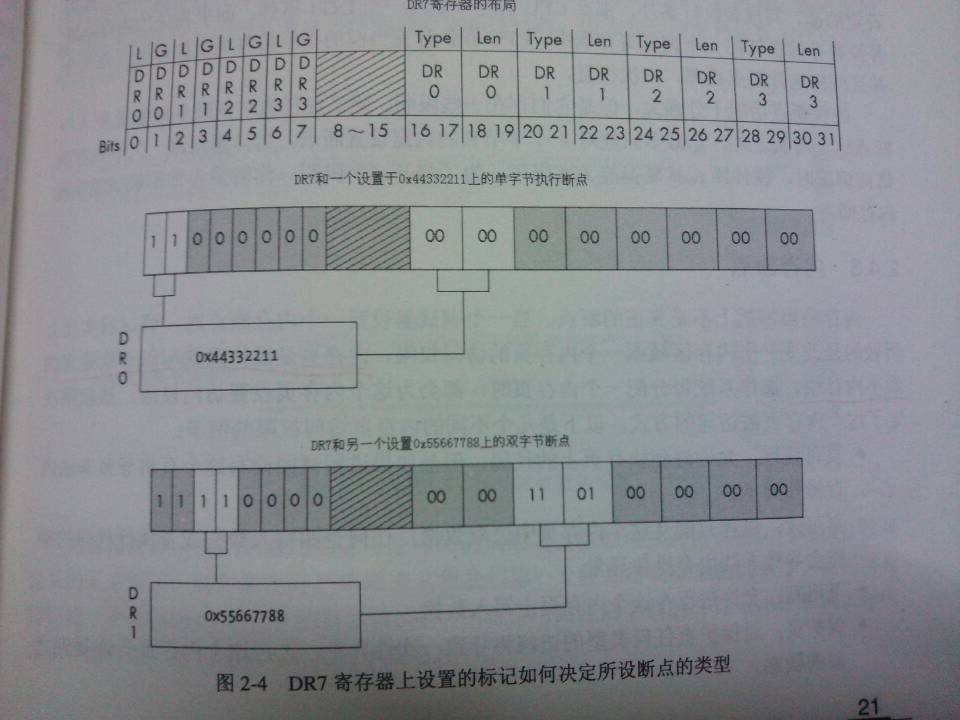 DR7寄存器的布局
L G L G L G L G Type Len Type Len Type Len Type Len
DR0 DR0 DR1 DR1 DR2 DR2 DR3 DR3 DR 0 DR 0 DR 1 DR 1 DR 2 DR 2 DR 3 DR 3
Bits 0 1 2 3 4 5 6 7 8～15 16 17 18 19 20 21 22 23 24 25 26 27 28 29 30 31
DR7和一个设置于0x44332211上的单字节执行断点
1 1 0 0 0 0 0 0 00 00 00 00 00 00 00 00
DR0 0x44332211
DR7和另一个设置0x55667788上的双字节断点
1 1 1 1 0 0 0 0 00 00 11 01 00 00 00 00
DR1 0x55667788
图 2-4 DR7 寄存器上设置的标记如何决定所设断点的类型
21